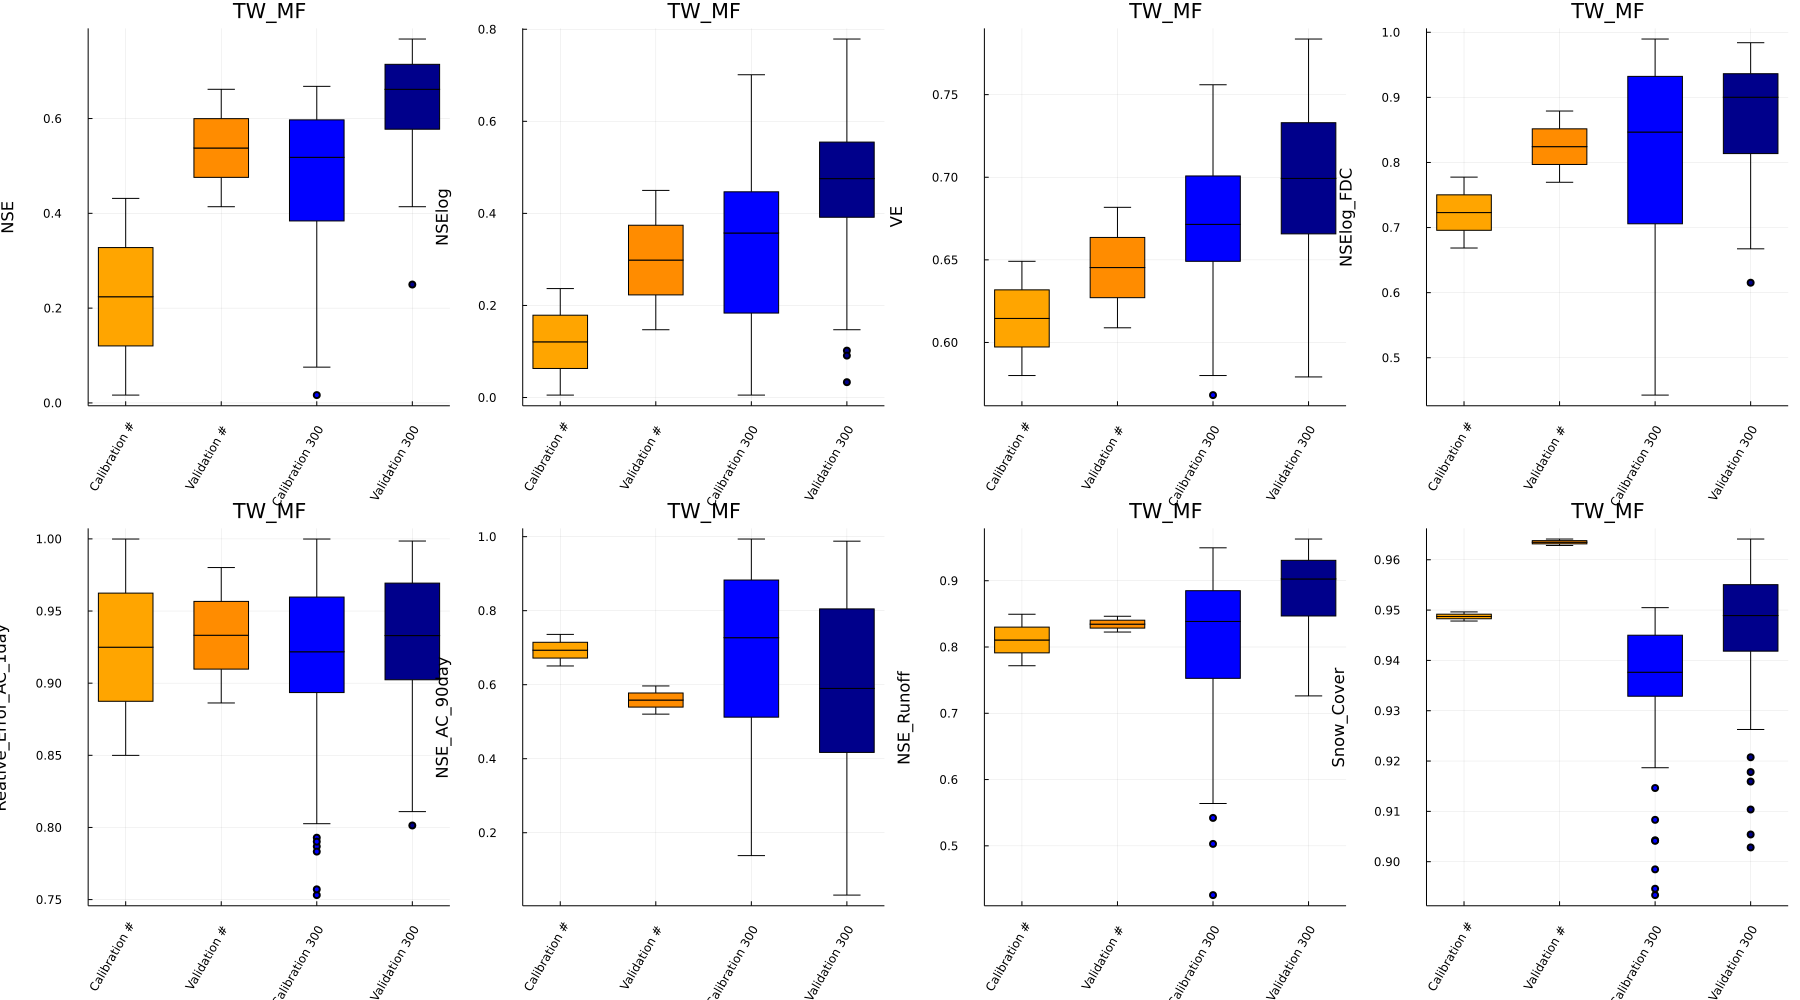 TW_MF
TW_MF
TW_MF
TW_MF
NSE
0.6
0.4
0.2
0.0
NSElog
0.8
0.6
0.4
0.2
0.0
VE
0.75
0.70
0.65
0.60
NSElog_FDC
1.0
0.9
0.8
0.7
0.6
0.5
Calibration #
Validation #
Calibration 300
Validation 300
Calibration #
Validation #
Calibration 300
Validation 300
Calibration #
Validation #
Calibration 300
Validation 300
Calibration #
Validation #
Calibration 300
Validation 300
TW_MF
TW_MF
TW_MF
TW_MF
Reative_Error_AC_1day
1.00
0.95
0.90
0.85
0.80
0.75
NSE_AC_90day
1.0
0.8
0.6
0.4
0.2
NSE_Runoff
0.9
0.8
0.7
0.6
0.5
Snow_Cover
0.96
0.95
0.94
0.93
0.92
0.91
0.90
Calibration #
Validation #
Calibration 300
Validation 300
Calibration #
Validation #
Calibration 300
Validation 300
Calibration #
Validation #
Calibration 300
Validation 300
Calibration #
Validation #
Calibration 300
Validation 300